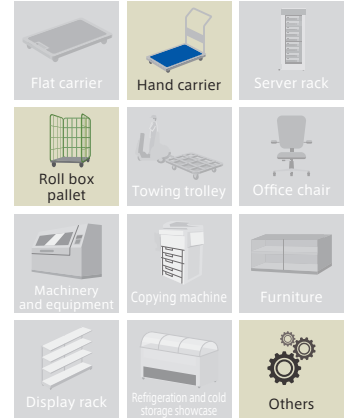 Flat carrier
Hand carrier
Server rack
Roll box
pallet
Towing trolley
Office chair
Machinery
and equipment
Copying machine
Furniture
Display rack
Refrigeration and cold
storage showcase
Others